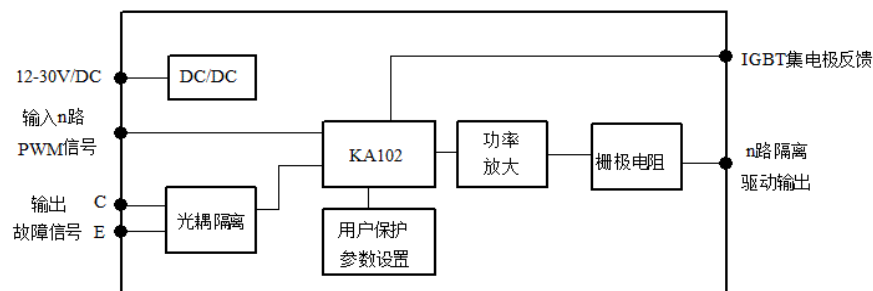 12-30V/DC
DC/DC
IGBT集电极反馈
输入n路
PWM信号
KA102
功率
放大
栅极电阻
n路隔离
驱动输出
输出 C
故障信号 E
光耦隔离
用户保护
参数设置